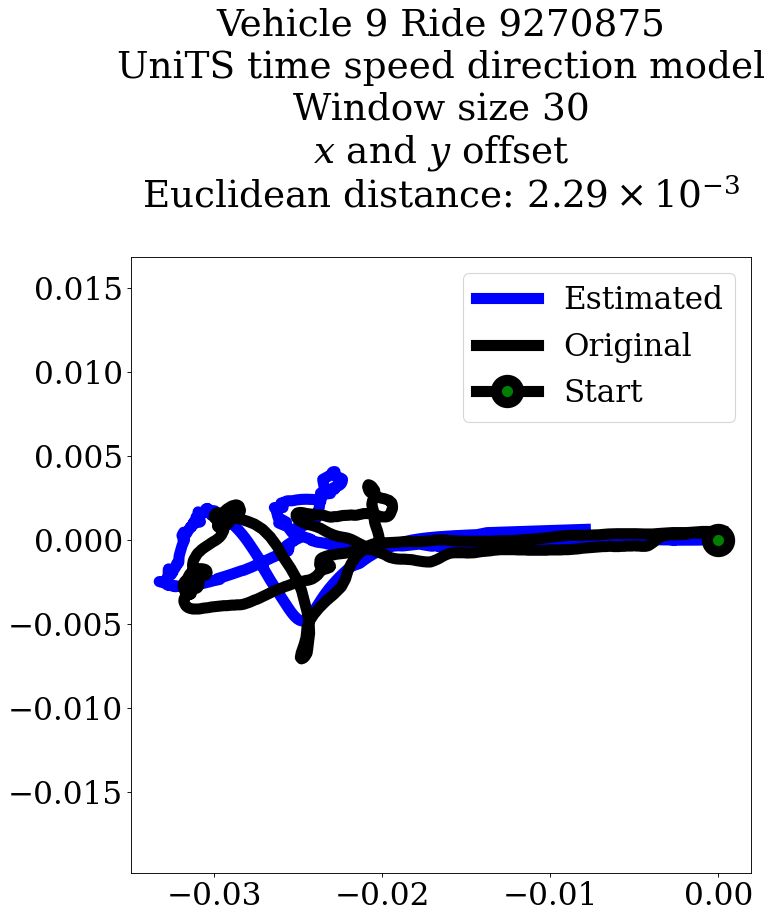 Vehicle 9 Ride 9270875
UniTS time speed direction model
Window size 30
x and y offset
Euclidean distance: 2.29 × 10⁻³
Estimated
Original
Start
0.015
0.010
0.005
0.000
−0.005
−0.010
−0.015
−0.03
−0.02
−0.01
0.00